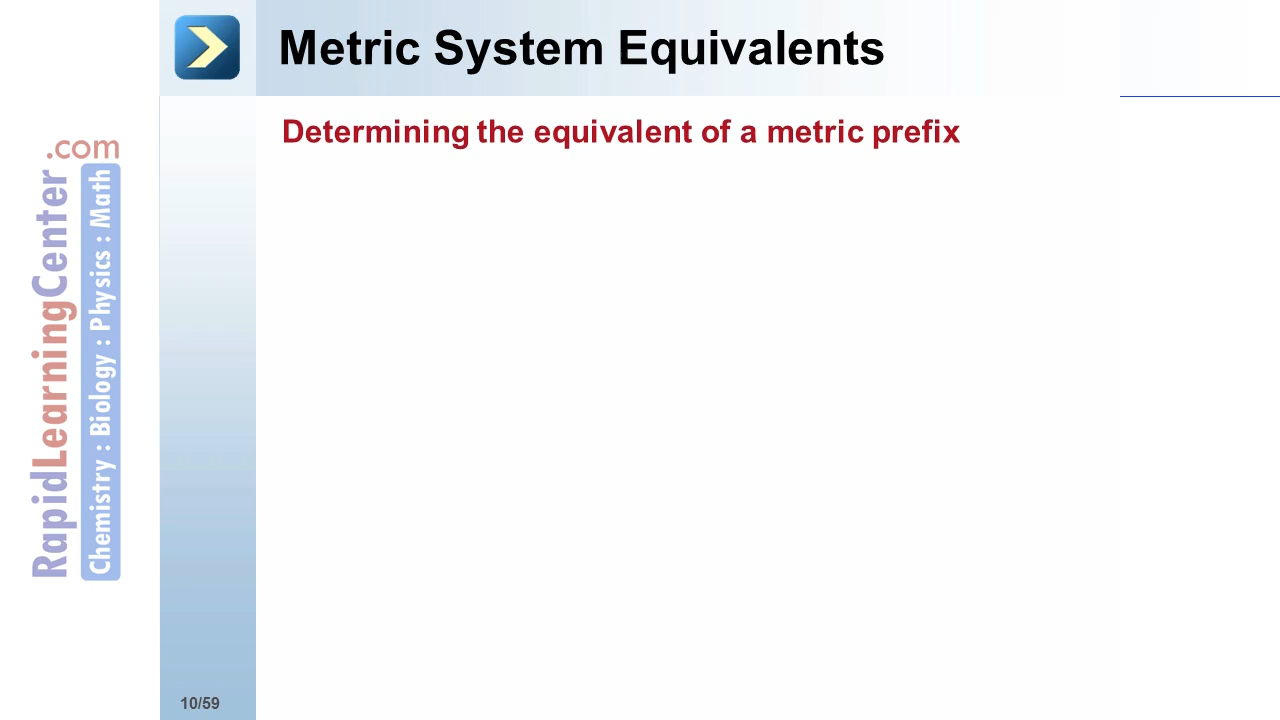 Metric System Equivalents
Determining the equivalent of a metric prefix
RapidLearningCenter.com
Chemistry : Biology : Physics : Math
10/59